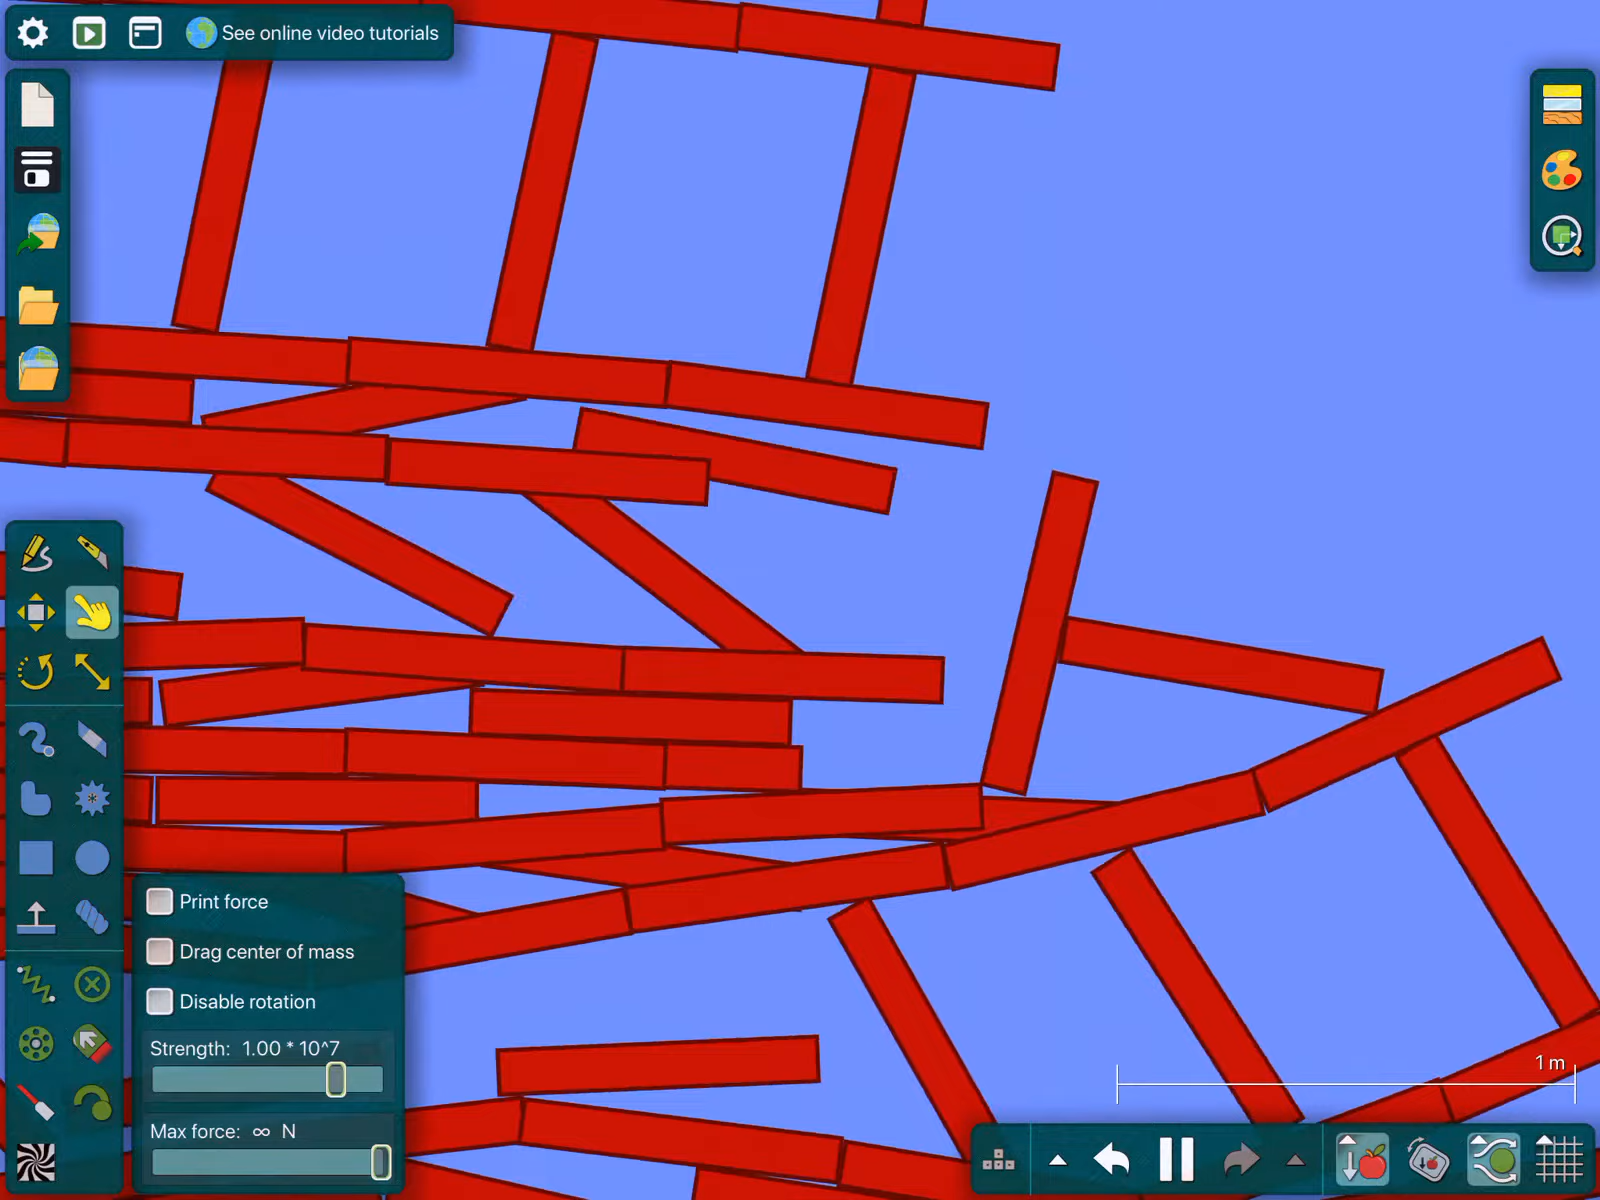 See online video tutorials
Print force
Drag center of mass
Disable rotation
Strength: 1.00 * 10^7
Max force: ∞ N
1 m